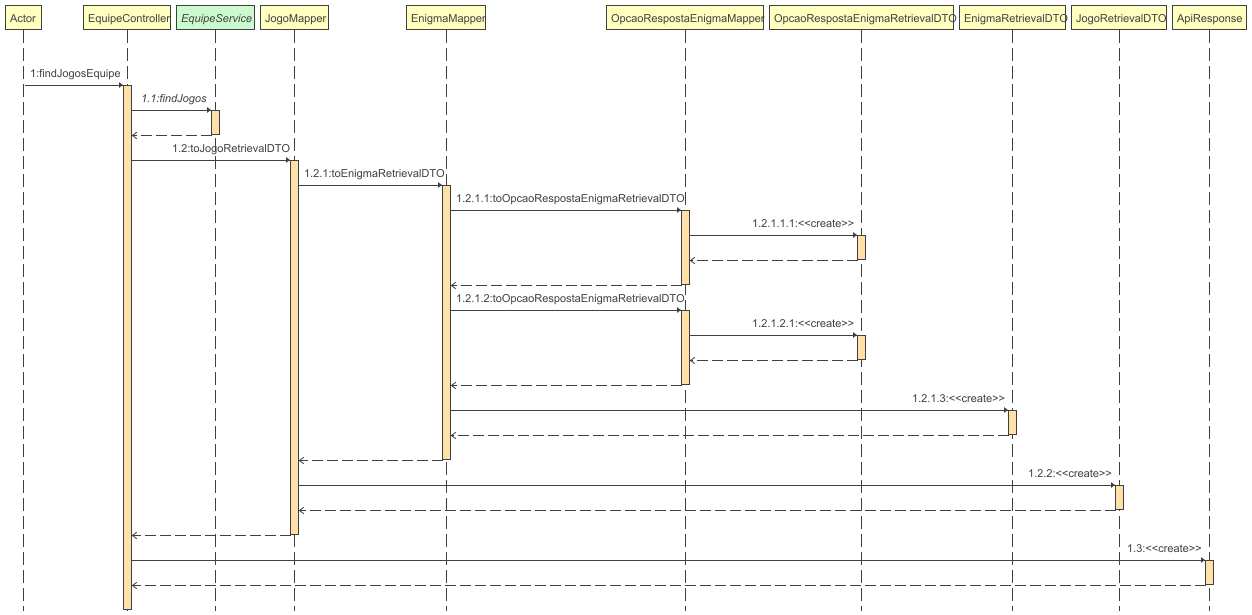 Actor
EquipeController
EquipeService
JogoMapper
EnigmaMapper
OpcaoRespostaEnigmaMapper
OpcaoRespostaEnigmaRetrievalDTO
EnigmaRetrievalDTO
JogoRetrievalDTO
ApiResponse
1:findJogosEquipe
1.1:findJogos
1.2:toJogoRetrievalDTO
1.2.1:toEnigmaRetrievalDTO
1.2.1.1:toOpcaoRespostaEnigmaRetrievalDTO
1.2.1.1.1:<<create>>
1.2.1.2:toOpcaoRespostaEnigmaRetrievalDTO
1.2.1.2.1:<<create>>
1.2.1.3:<<create>>
1.2.2:<<create>>
1.3:<<create>>